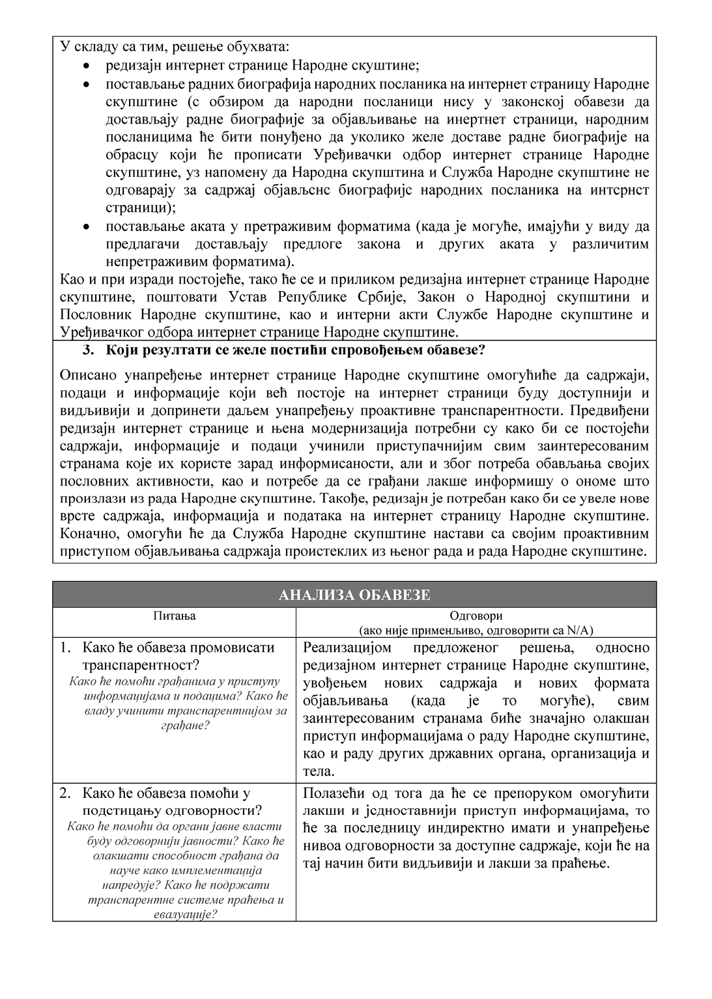 У складу са тим, решење обухвата:
• редизајн интернет странице Народне скуштине;
• постављање радних биографија народних посланика на интернет страницу Народне
скупштине (с обзиром да народни посланици нису у законској обавези да
достављају радне биографије за објављивање на инертнет страници, народним
посланицима ће бити понуђено да уколико желе доставе радне биографије на
обрасцу који ће прописати Уређивачки одбор интернет странице Народне
скупштине, уз напомену да Народна скупштина и Служба Народне скупштине не
одговарају за садржај објављене биографије народних посланика на интернет
страници);
• постављање аката у претраживим форматима (када је могуће, имајући у виду да
предлагачи достављају предлоге закона и других аката у различитим
непретраживим форматима).
Као и при изради постојеће, тако ће се и приликом редизајна интернет странице Народне
скупштине, поштовати Устав Републике Србије, Закон о Народној скупштини и
Пословник Народне скупштине, као и интерни акти Службе Народне скупштине и
Уређивачког одбора интернет странице Народне скупштине.
3. Који резултати се желе постићи спровођењем обавезе?
Описано унапређење интернет странице Народне скупштине омогућиће да садржаји,
подаци и информације који већ постоје на интернет страници буду доступнији и
видљивији и допринети даљем унапређењу проактивне транспарентности. Предвиђени
редизајн интернет странице и њена модернизација потребни су како би се постојећи
садржаји, информације и подаци учинили приступачнијим свим заинтересованим
странама које их користе зарад информисаности, али и због потреба обављања својих
пословних активности, као и потребе да се грађани лакше информишу о ономе што
произлази из рада Народне скупштине. Такође, редизајн је потребан како би се увеле нове
врсте садржаја, информација и података на интернет страницу Народне скупштине.
Коначно, омогући ће да Служба Народне скупштине настави са својим проактивним
приступом објављивања садржаја проистеклих из њеног рада и рада Народне скупштине.
АНАЛИЗА ОБАВЕЗЕ
Питања
Одговори
(ако није применљиво, одговорити са N/A)
1. Како ће обавеза промовисати
транспарентност?
Како ће помоћи грађанима у приступу
информацијама и подацима? Како ће
владу учинити транспарентнијом за
грађане?
Реализацијом предложеног решења, односно
редизајном интернет странице Народне скупштине,
увођењем нових садржаја и нових формата
објављивања (када је то могуће), свим
заинтересованим странама биће значајно олакшан
приступ информацијама о раду Народне скупштине,
као и раду других државних органа, организација и
тела.
2. Како ће обавеза помоћи у
подстицању одговорности?
Како ће помоћи да органи јавне власти
буду одговорнији јавности? Како ће
олакшати способност грађана да
науче како имплементација
напредује? Како ће подржати
транспарентне системе праћења и
евалуације?
Полазећи од тога да ће се препоруком омогућити
лакши и једноставнији приступ информацијама, то
ће за последницу индиректно имати и унапређење
нивоа одговорности за доступне садржаје, који ће на
тај начин бити видљивији и лакши за праћење.